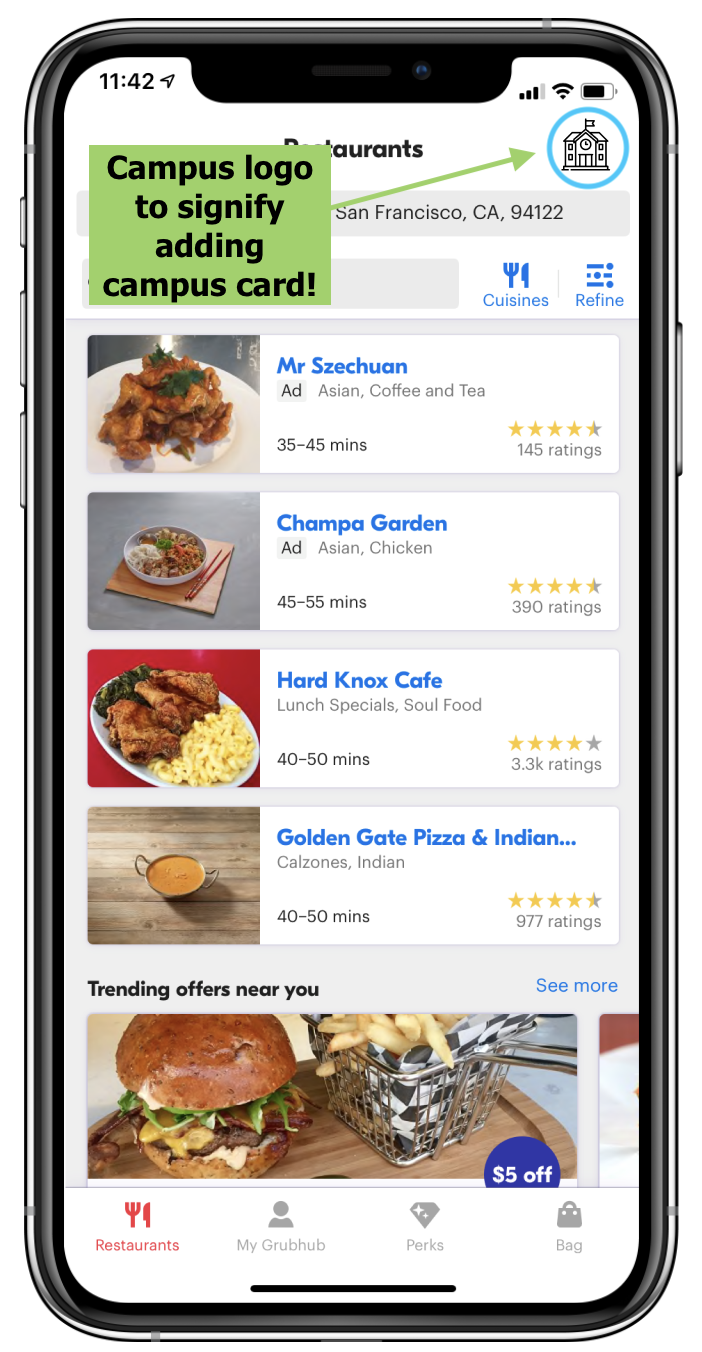 11:42
Restaurants
Campus logo
to signify
adding
campus card!
San Francisco, CA, 94122
Cuisines
Refine
Mr Szechuan
Ad Asian, Coffee and Tea
35–45 mins
145 ratings
Champa Garden
Ad Asian, Chicken
45–55 mins
390 ratings
Hard Knox Cafe
Lunch Specials, Soul Food
40–50 mins
3.3k ratings
Golden Gate Pizza & Indian...
Calzones, Indian
40–50 mins
977 ratings
Trending offers near you
See more
$5 off
Restaurants
My Grubhub
Perks
Bag